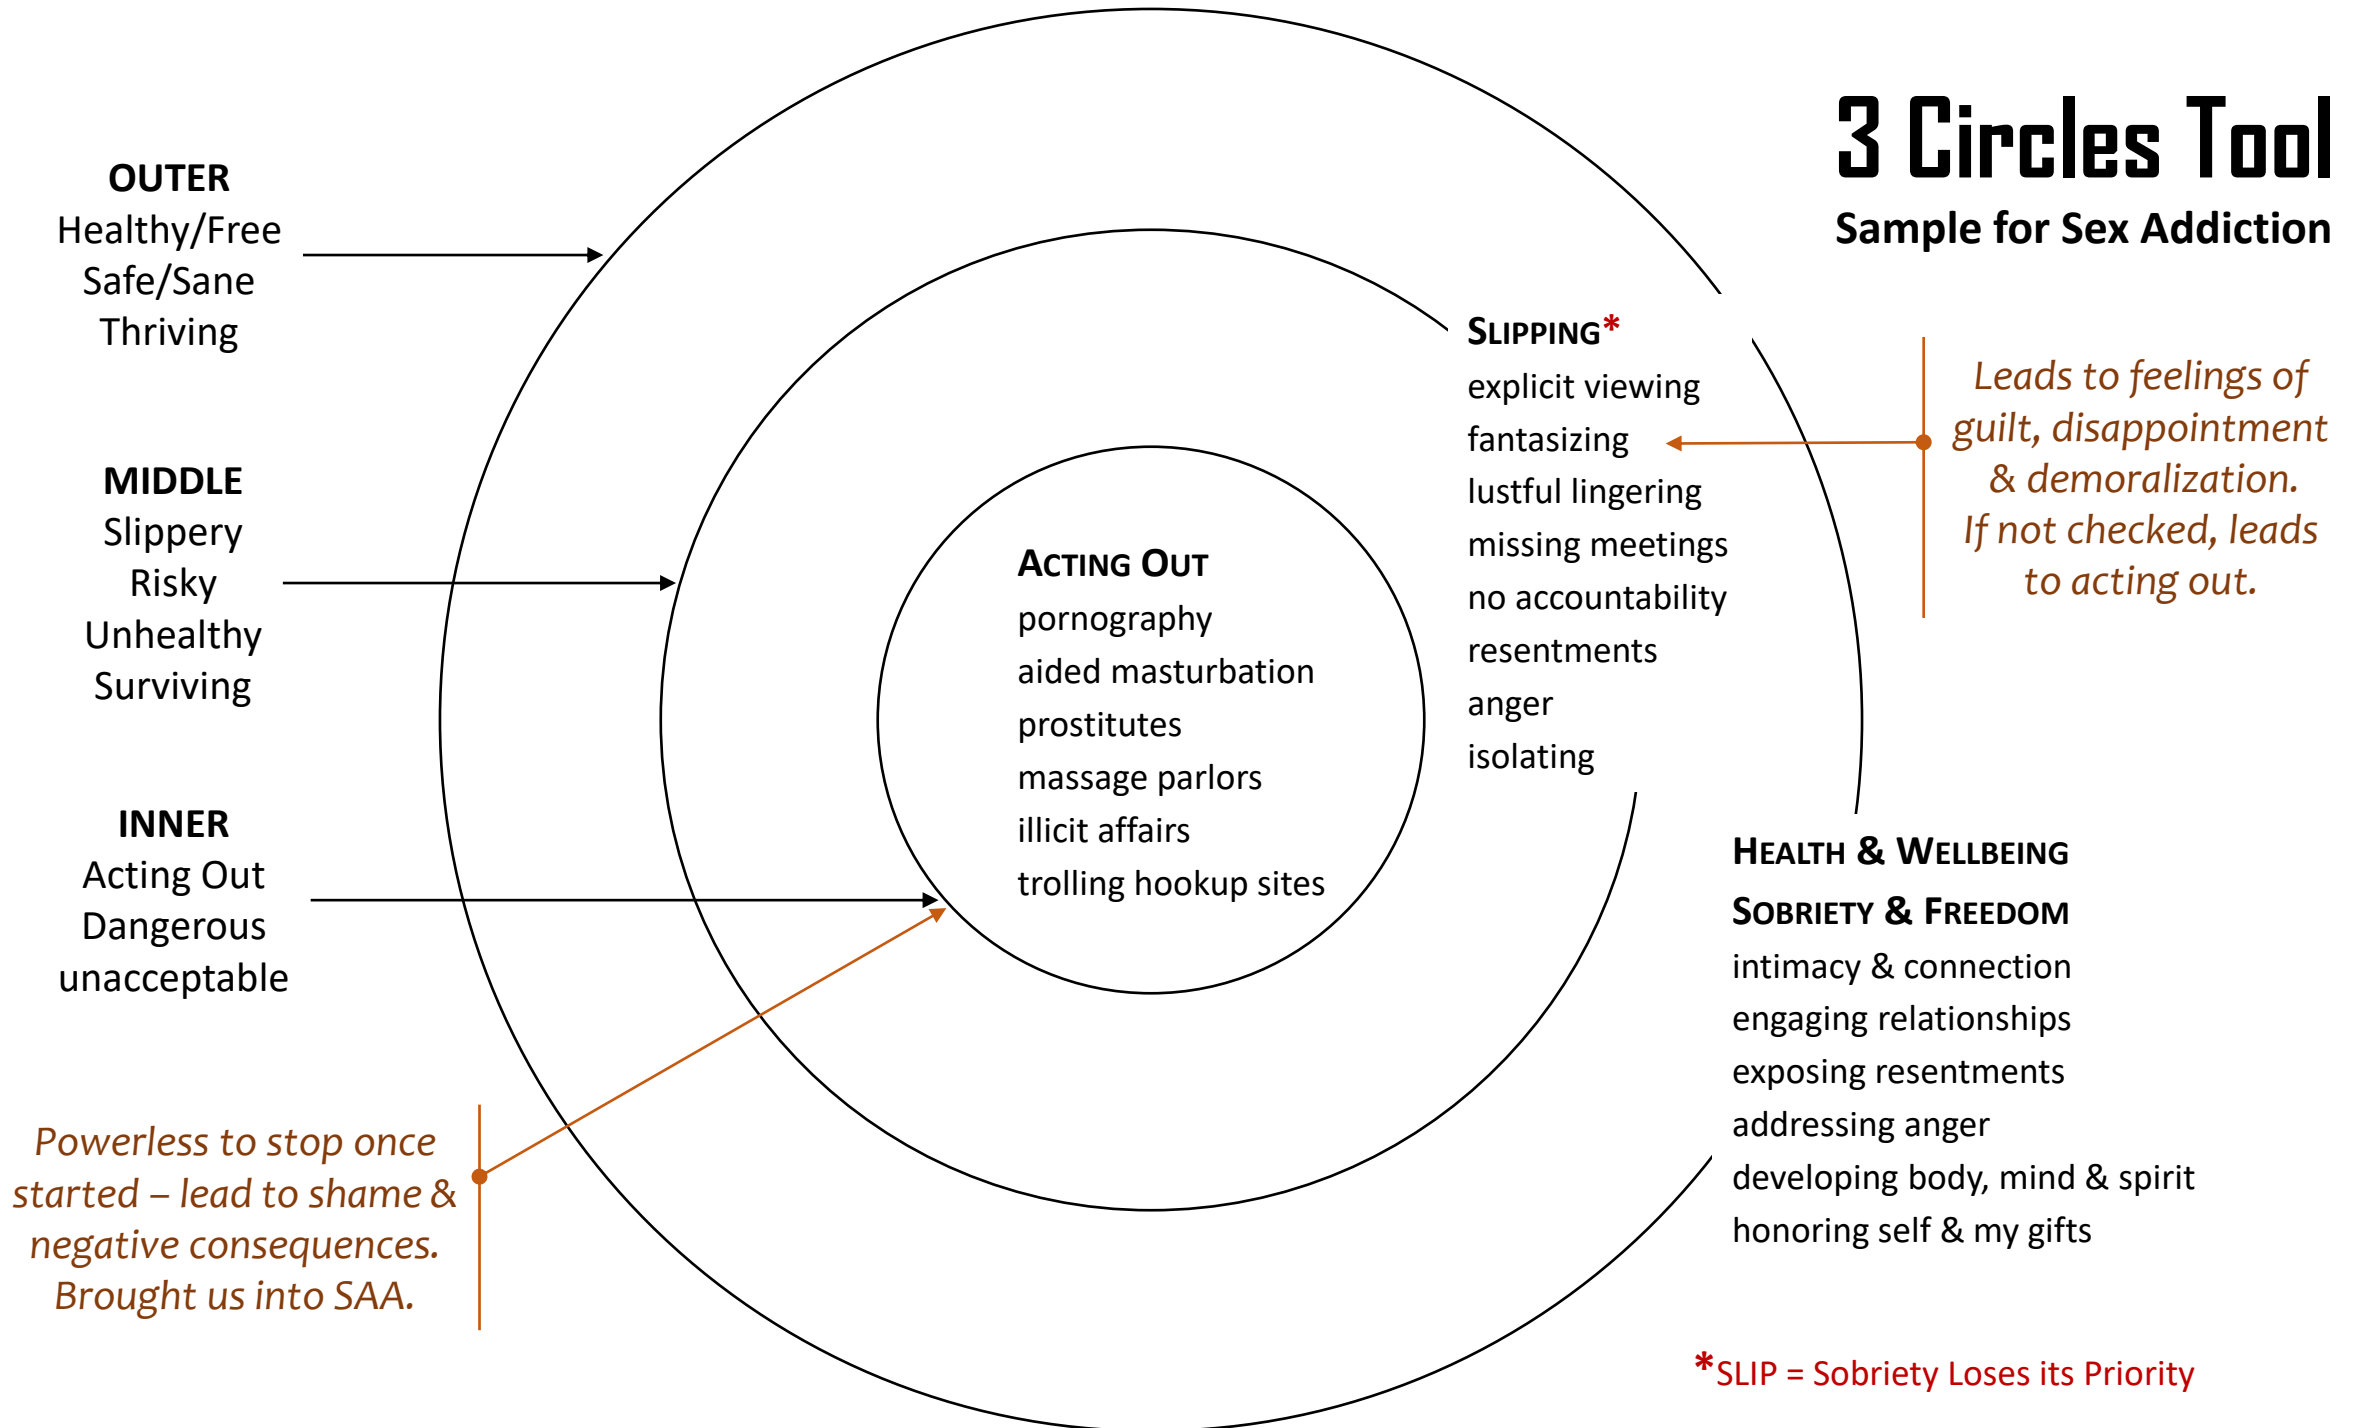 3 Circles Tool
Sample for Sex Addiction
OUTER
Healthy/Free
Safe/Sane
Thriving
MIDDLE
Slippery
Risky
Unhealthy
Surviving
INNER
Acting Out
Dangerous
unacceptable
Powerless to stop once
started – lead to shame &
negative consequences.
Brought us into SAA.
ACTING OUT
pornography
aided masturbation
prostitutes
massage parlors
illicit affairs
trolling hookup sites
SLIPPING*
explicit viewing
fantasizing
lustful lingering
missing meetings
no accountability
resentments
anger
isolating
Leads to feelings of
guilt, disappointment
& demoralization.
If not checked, leads
to acting out.
HEALTH & WELLBEING
SOBRIETY & FREEDOM
intimacy & connection
engaging relationships
exposing resentments
addressing anger
developing body, mind & spirit
honoring self & my gifts
*SLIP = Sobriety Loses its Priority